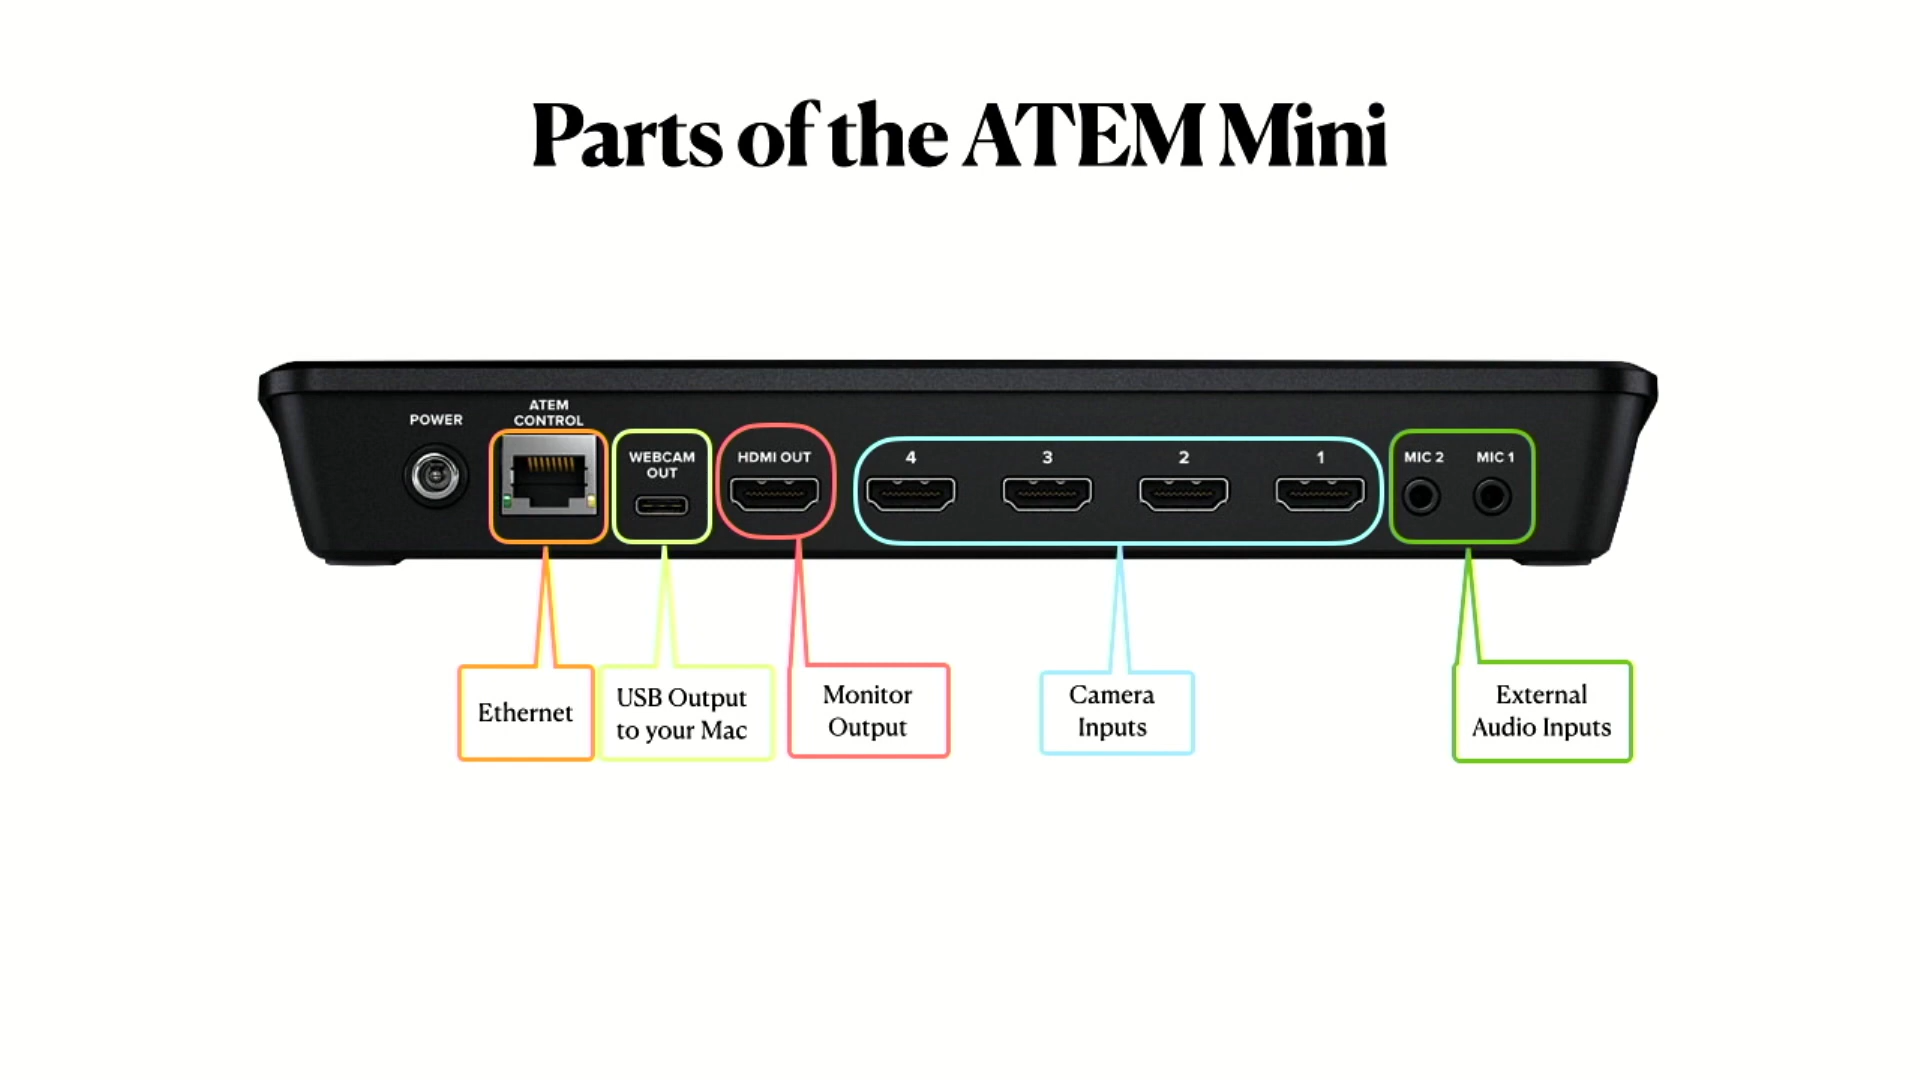 Parts of the ATEM Mini
POWER
ATEM
CONTROL
WEBCAM
OUT
HDMI OUT
4
3
2
1
MIC 2
MIC 1
Ethernet
USB Output
to your Mac
Monitor
Output
Camera
Inputs
External
Audio Inputs